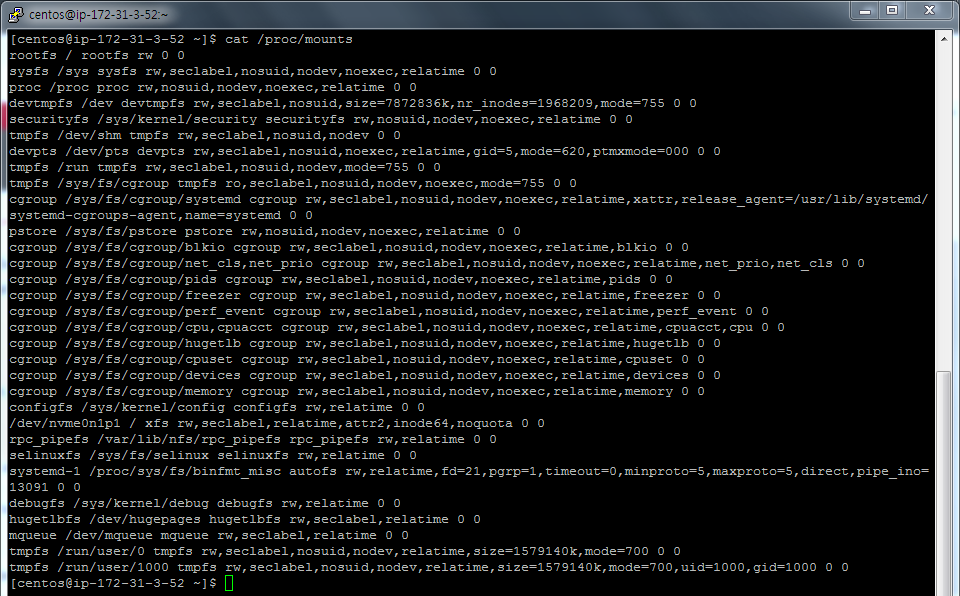 centos@ip-172-31-3-52:~
[centos@ip-172-31-3-52 ~]$ cat /proc/mounts
rootfs / rootfs rw 0 0
sysfs /sys sysfs rw,seclabel,nosuid,nodev,noexec,relatime 0 0
proc /proc proc rw,nosuid,nodev,noexec,relatime 0 0
devtmpfs /dev devtmpfs rw,seclabel,nosuid,size=7872836k,nr_inodes=1968209,mode=755 0 0
securityfs /sys/kernel/security securityfs rw,nosuid,nodev,noexec,relatime 0 0
tmpfs /dev/shm tmpfs rw,seclabel,nosuid,nodev 0 0
devpts /dev/pts devpts rw,seclabel,nosuid,noexec,relatime,gid=5,mode=620,ptmxmode=000 0 0
tmpfs /run tmpfs rw,seclabel,nosuid,nodev,mode=755 0 0
tmpfs /sys/fs/cgroup tmpfs ro,seclabel,nosuid,nodev,noexec,mode=755 0 0
cgroup /sys/fs/cgroup/systemd cgroup rw,seclabel,nosuid,nodev,noexec,relatime,xattr,release_agent=/usr/lib/systemd/
systemd-cgroups-agent,name=systemd 0 0
pstore /sys/fs/pstore pstore rw,nosuid,nodev,noexec,relatime 0 0
cgroup /sys/fs/cgroup/blkio cgroup rw,seclabel,nosuid,nodev,noexec,relatime,blkio 0 0
cgroup /sys/fs/cgroup/net_cls,net_prio cgroup rw,seclabel,nosuid,nodev,noexec,relatime,net_prio,net_cls 0 0
cgroup /sys/fs/cgroup/pids cgroup rw,seclabel,nosuid,nodev,noexec,relatime,pids 0 0
cgroup /sys/fs/cgroup/freezer cgroup rw,seclabel,nosuid,nodev,noexec,relatime,freezer 0 0
cgroup /sys/fs/cgroup/perf_event cgroup rw,seclabel,nosuid,nodev,noexec,relatime,perf_event 0 0
cgroup /sys/fs/cgroup/cpu,cpuacct cgroup rw,seclabel,nosuid,nodev,noexec,relatime,cpuacct,cpu 0 0
cgroup /sys/fs/cgroup/hugetlb cgroup rw,seclabel,nosuid,nodev,noexec,relatime,hugetlb 0 0
cgroup /sys/fs/cgroup/cpuset cgroup rw,seclabel,nosuid,nodev,noexec,relatime,cpuset 0 0
cgroup /sys/fs/cgroup/devices cgroup rw,seclabel,nosuid,nodev,noexec,relatime,devices 0 0
cgroup /sys/fs/cgroup/memory cgroup rw,seclabel,nosuid,nodev,noexec,relatime,memory 0 0
configfs /sys/kernel/config configfs rw,relatime 0 0
/dev/nvme0n1p1 / xfs rw,seclabel,relatime,attr2,inode64,noquota 0 0
rpc_pipefs /var/lib/nfs/rpc_pipefs rpc_pipefs rw,relatime 0 0
selinuxfs /sys/fs/selinux selinuxfs rw,relatime 0 0
systemd-1 /proc/sys/fs/binfmt_misc autofs rw,relatime,fd=21,pgrp=1,timeout=0,minproto=5,maxproto=5,direct,pipe_ino=
13091 0 0
debugfs /sys/kernel/debug debugfs rw,relatime 0 0
hugetlbfs /dev/hugepages hugetlbfs rw,seclabel,relatime 0 0
mqueue /dev/mqueue mqueue rw,seclabel,relatime 0 0
tmpfs /run/user/0 tmpfs rw,seclabel,nosuid,nodev,relatime,size=1579140k,mode=700 0 0
tmpfs /run/user/1000 tmpfs rw,seclabel,nosuid,nodev,relatime,size=1579140k,mode=700,uid=1000,gid=1000 0 0
[centos@ip-172-31-3-52 ~]$